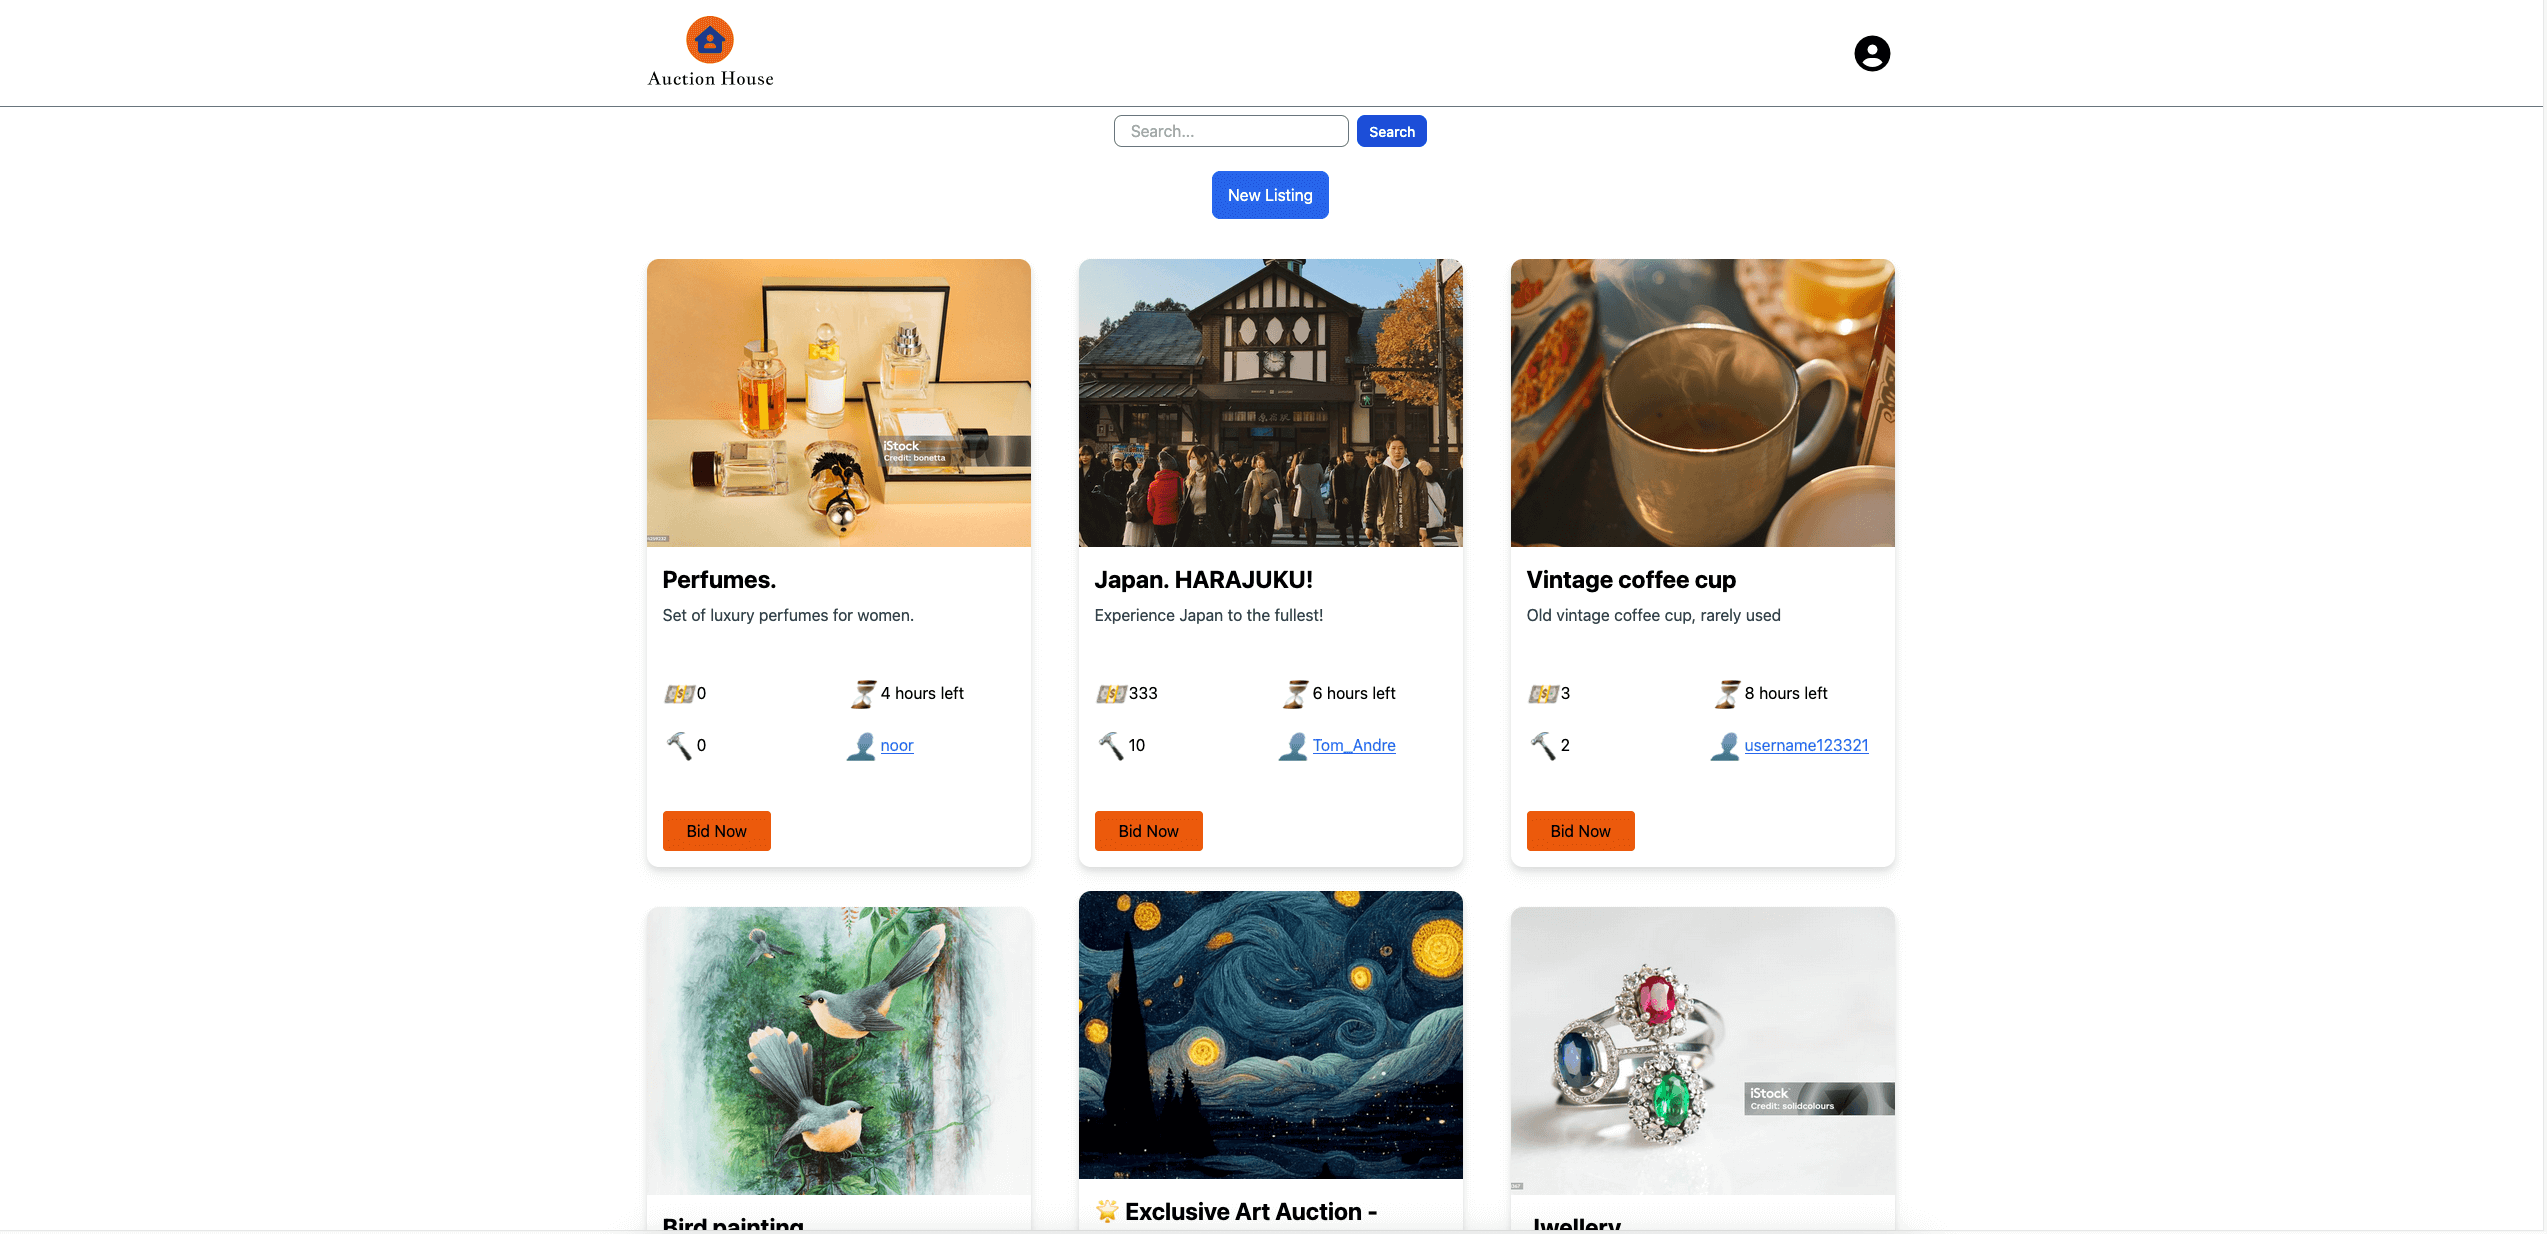 Auction House
Search...
Search
New Listing
iStock
Credit: bonetta
Perfumes.
Set of luxury perfumes for women.
0
4 hours left
0
noor
Bid Now
Japan. HARAJUKU!
Experience Japan to the fullest!
333
6 hours left
10
Tom_Andre
Bid Now
Vintage coffee cup
Old vintage coffee cup, rarely used
3
8 hours left
2
username123321
Bid Now
Bird painting
🌟 Exclusive Art Auction -
iStock
Credit: solidcolours
Jwellery